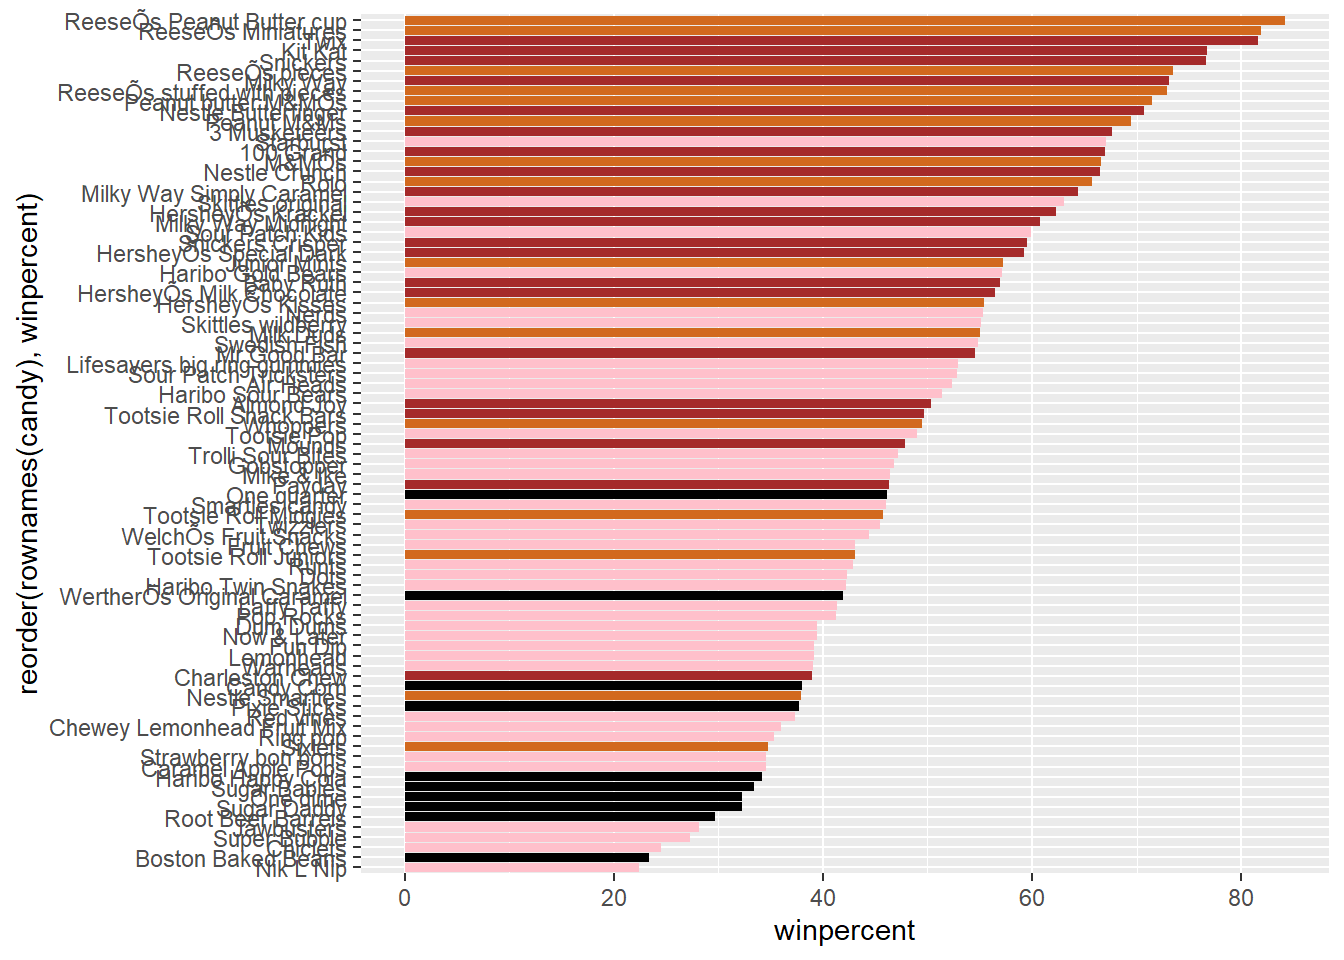 ReeseÕs Peanut Butter cup
ReeseÕs Miniatures
Twix
Kit Kat
Snickers
ReeseÕs pieces
Milky Way
ReeseÕs stuffed with pieces
Peanut butter M&MÕs
Nestle Butterfinger
Peanut M&Ms
3 Musketeers
Starburst
100 Grand
M&MÕs
Nestle Crunch
Rolo
Milky Way Simply Caramel
Skittles original
HersheyÕs Krackel
Milky Way Midnight
Sour Patch Kids
Snickers Crisper
HersheyÕs Special Dark
Junior Mints
Haribo Gold Bears
Baby Ruth
HersheyÕs Milk Chocolate
HersheyÕs Kisses
Nerds
Skittles wildberry
Milk Duds
Swedish Fish
Mr Good Bar
Lifesavers big ring gummies
Sour Patch Tricksters
Air Heads
Haribo Sour Bears
Almond Joy
Tootsie Roll Snack Bars
Whoppers
Tootsie Pop
Mounds
Trolli Sour Bites
Gobstopper
Mike & Ike
Payday
One quarter
Smarties candy
Tootsie Roll Midgies
Twizzlers
WelchÕs Fruit Snacks
Fruit Chews
Tootsie Roll Juniors
Runts
Dots
Haribo Twin Snakes
WertherÕs Original Caramel
Laffy Taffy
Pop Rocks
Dum Dums
Now & Later
Fun Dip
Lemonhead
Warheads
Charleston Chew
Candy Corn
Nestle Smarties
Pixie Sticks
Red vines
Chewey Lemonhead Fruit Mix
Ring pop
Sixlets
Strawberry bon bons
Caramel Apple Pops
Haribo Happy Cola
Sugar Babies
One dime
Sugar Daddy
Root Beer Barrels
Jawbusters
Super Bubble
Chiclets
Boston Baked Beans
Nik L Nip
reorder(rownames(candy), winpercent)
0 20 40 60 80
winpercent